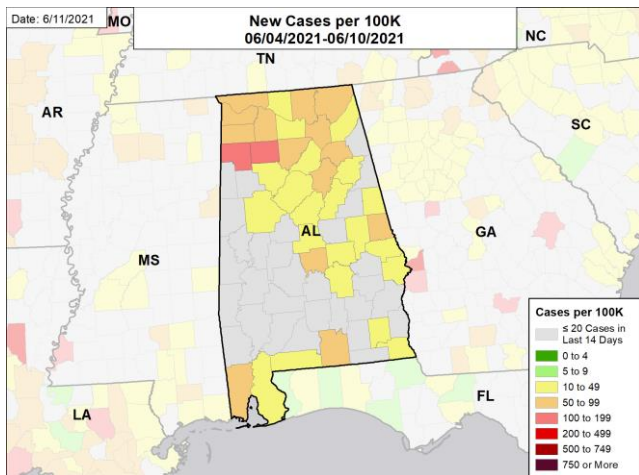 Date: 6/11/2021
New Cases per 100K
06/04/2021-06/10/2021
MO
TN
NC
AR
SC
AL
MS
GA
LA
FL
Cases per 100K
≤ 20 Cases in
Last 14 Days
0 to 4
5 to 9
10 to 49
50 to 99
100 to 199
200 to 499
500 to 749
750 or More